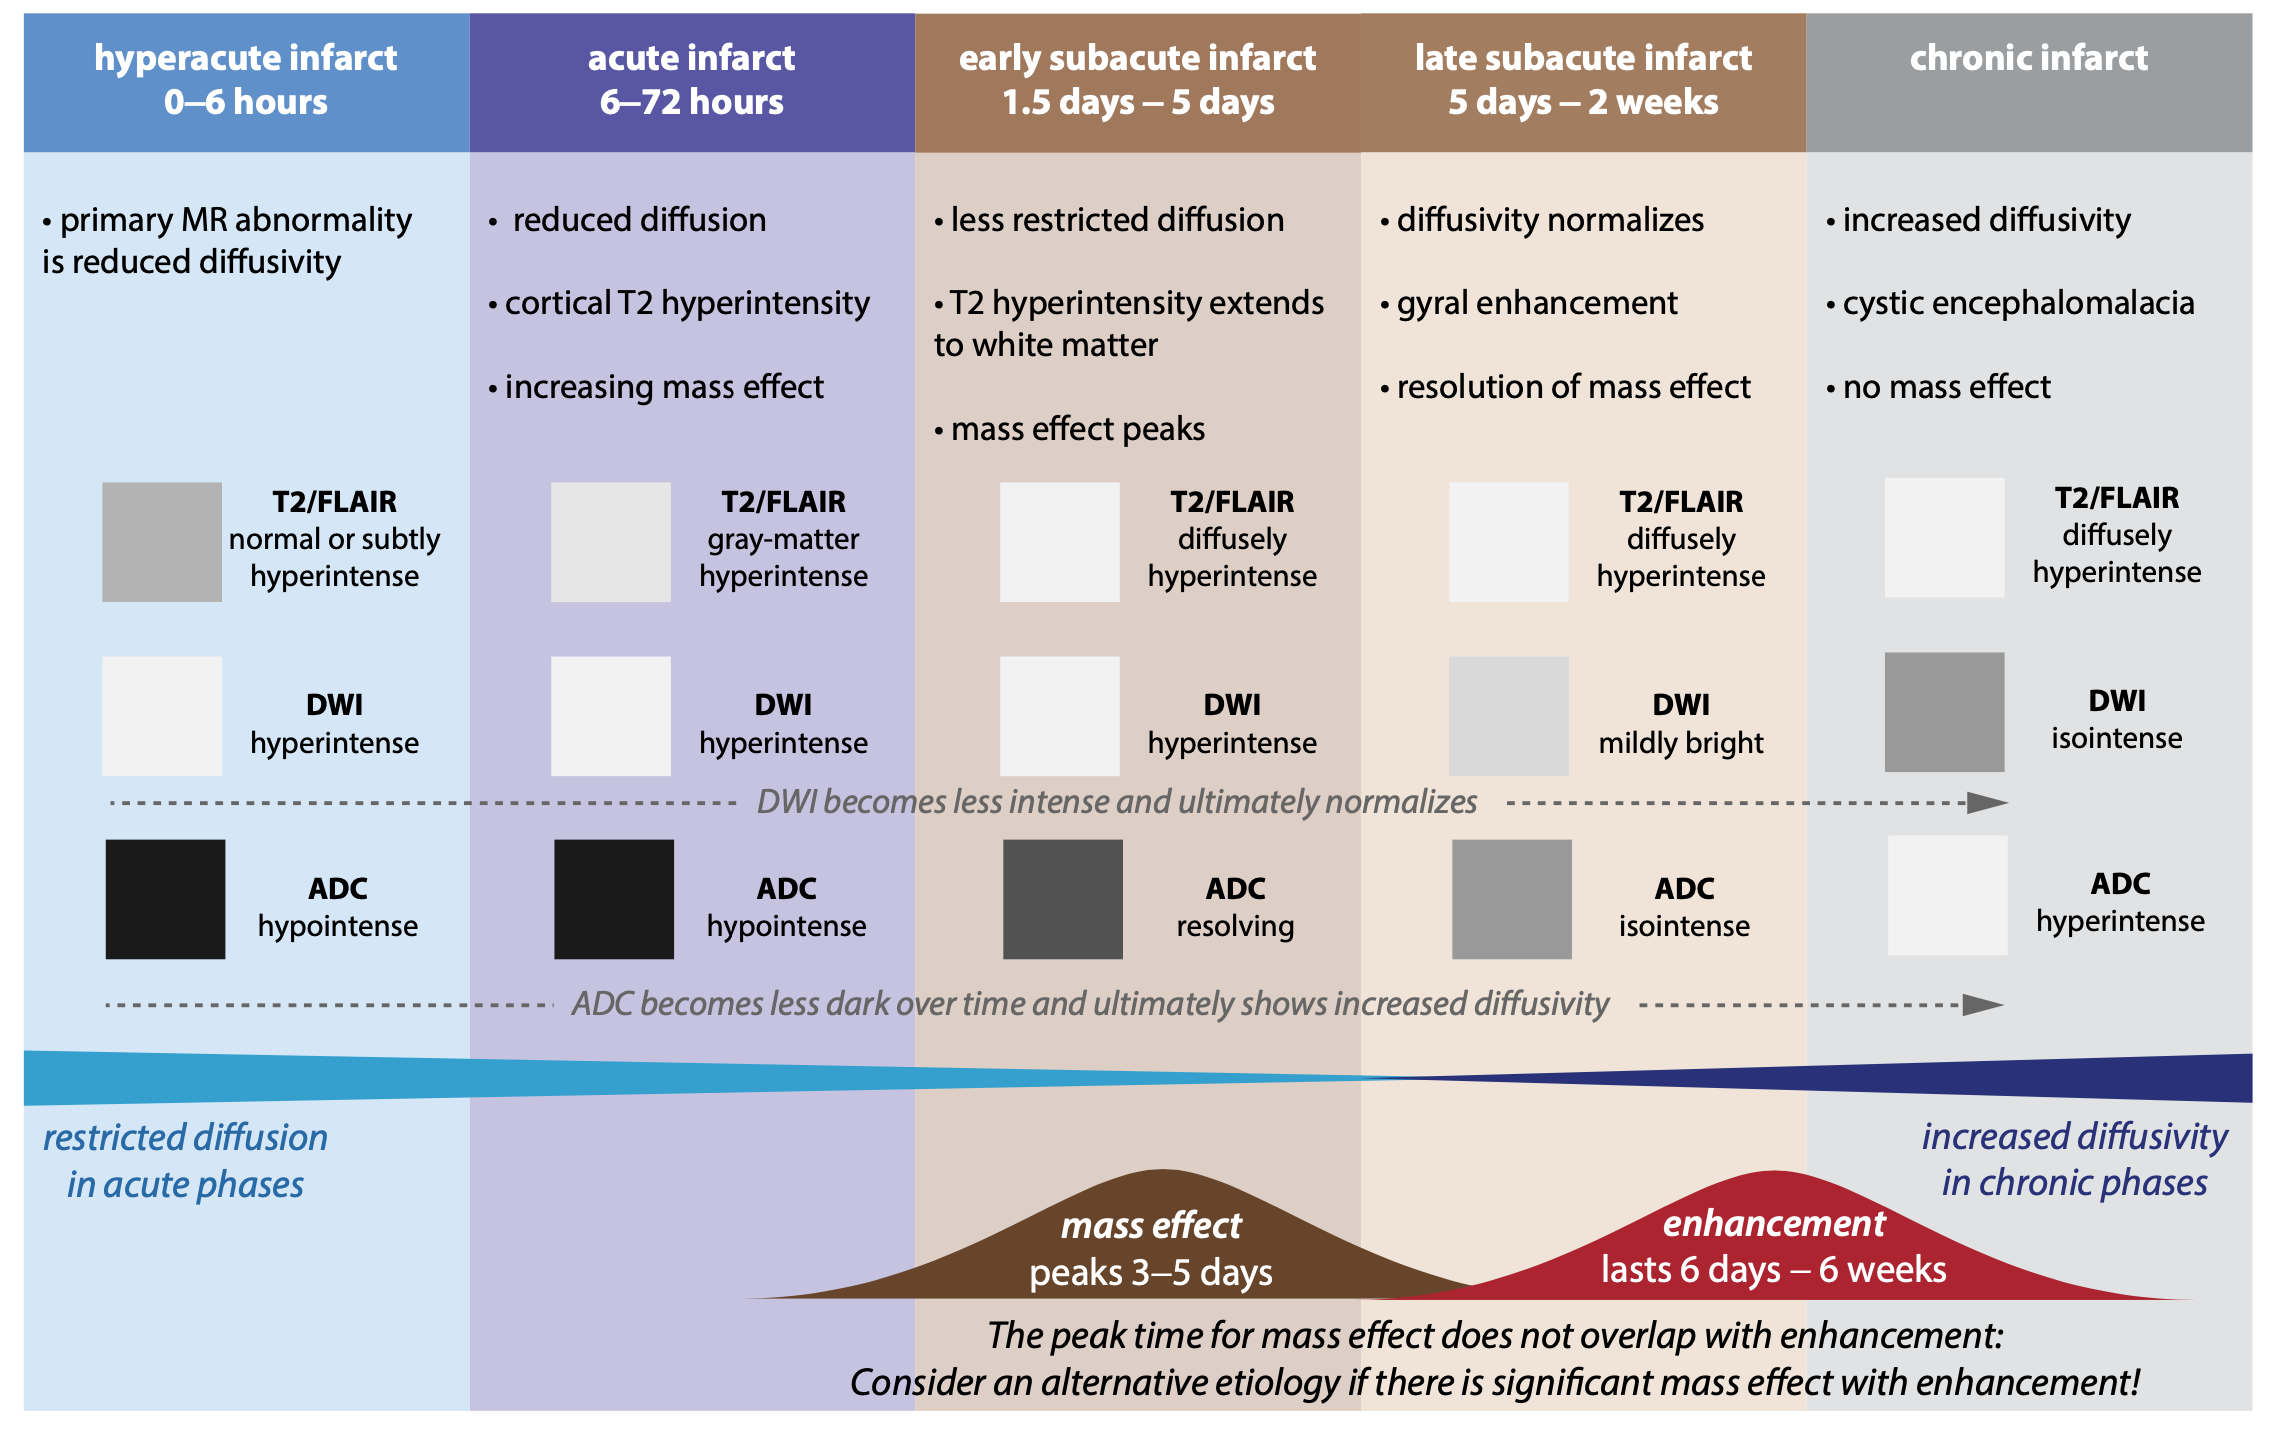 hyperacute infarct
0–6 hours
• primary MR abnormality
is reduced diffusivity
T2/FLAIR
normal or subtly
hyperintense
DWI
hyperintense
ADC
hypointense
acute infarct
6–72 hours
• reduced diffusion
• cortical T2 hyperintensity
• increasing mass effect
T2/FLAIR
gray-matter
hyperintense
DWI
hyperintense
ADC
hypointense
early subacute infarct
1.5 days – 5 days
• less restricted diffusion
• T2 hyperintensity extends
to white matter
• mass effect peaks
T2/FLAIR
diffusely
hyperintense
DWI
hyperintense
ADC
resolving
late subacute infarct
5 days – 2 weeks
• diffusivity normalizes
• gyral enhancement
• resolution of mass effect
T2/FLAIR
diffusely
hyperintense
DWI
mildly bright
ADC
isointense
chronic infarct
• increased diffusivity
• cystic encephalomalacia
• no mass effect
T2/FLAIR
diffusely
hyperintense
DWI
isointense
ADC
hyperintense
DWI becomes less intense and ultimately normalizes
ADC becomes less dark over time and ultimately shows increased diffusivity
restricted diffusion
in acute phases
increased diffusivity
in chronic phases
mass effect
peaks 3–5 days
enhancement
lasts 6 days – 6 weeks
The peak time for mass effect does not overlap with enhancement:
Consider an alternative etiology if there is significant mass effect with enhancement!